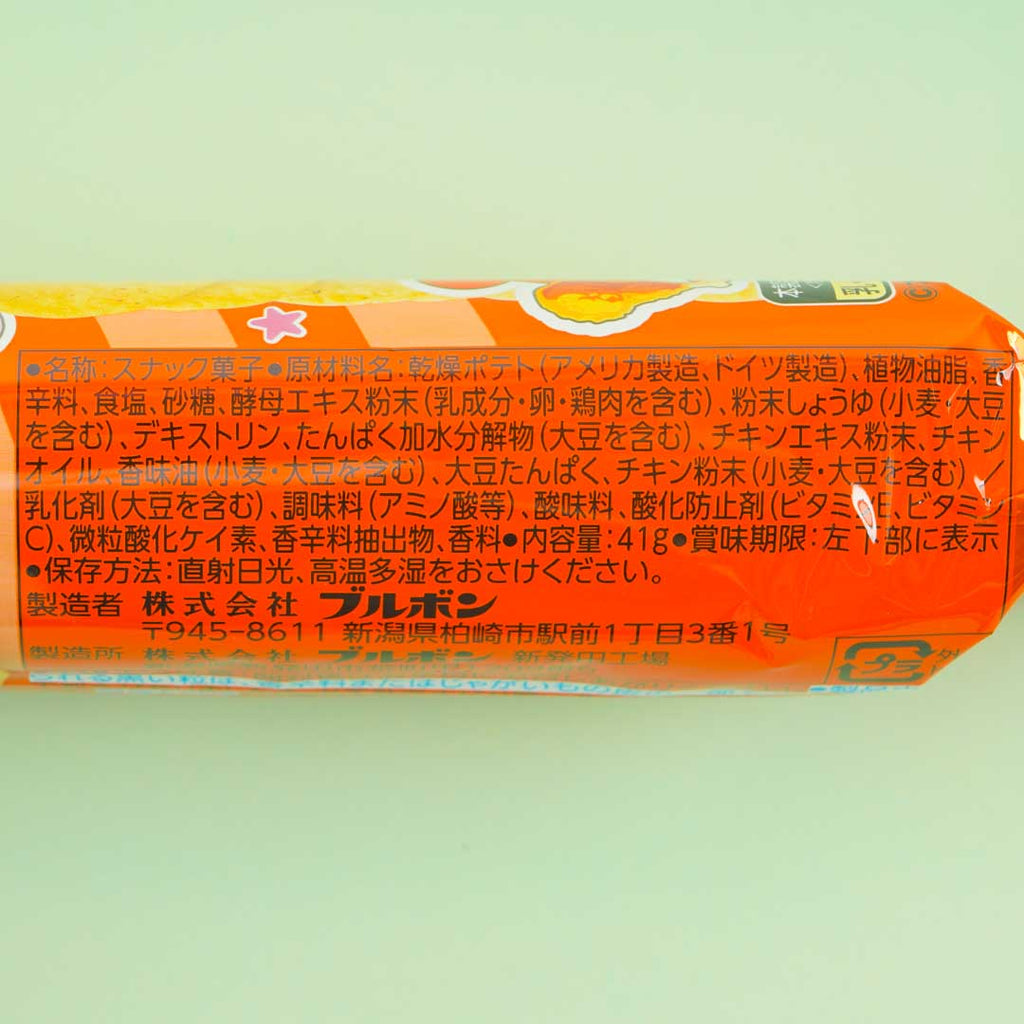 ●名称：スナック菓子●原材料名：乾燥ポテト（アメリカ製造、ドイツ製造）、植物油脂、香
辛料、食塩、砂糖、酵母エキス粉末（乳成分・卵・鶏肉を含む）、粉末しょうゆ（小麦・大豆
を含む）、デキストリン、たんぱく加水分解物（大豆を含む）、チキンエキス粉末、チキン
オイル、香味油（小麦・大豆を含む）、大豆たんぱく、チキン粉末（小麦・大豆を含む）／
乳化剤（大豆を含む）、調味料（アミノ酸等）、酸味料、酸化防止剤（ビタミンE、ビタミン
C）、微粒酸化ケイ素、香辛料抽出物、香料●内容量：41g●賞味期限：左下部に表示
●保存方法：直射日光、高温多湿をおさけください。
製造者 株式会社 ブルボン
〒945-8611 新潟県柏崎市駅前1丁目3番1号
製造所 株式会社 ブルボン 新発田工場
プラ